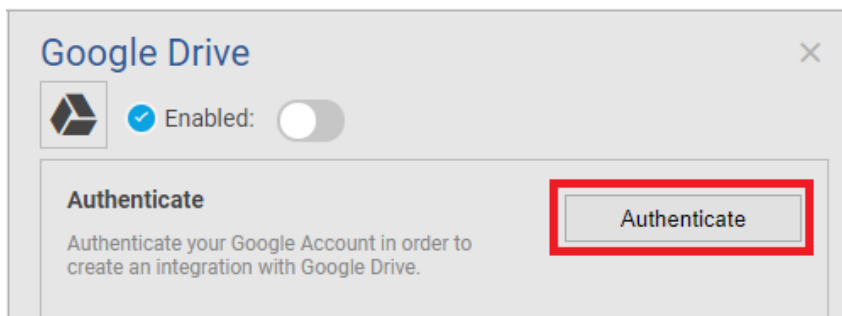 Google Drive
Enabled:
Authenticate
Authenticate
Authenticate your Google Account in order to
create an integration with Google Drive.